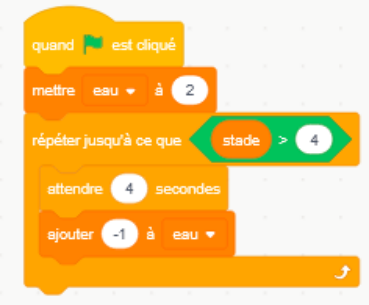 quand est cliqué
mettre eau à 2
répéter jusqu'à ce que stade > 4
attendre 4 secondes
ajouter -1 à eau